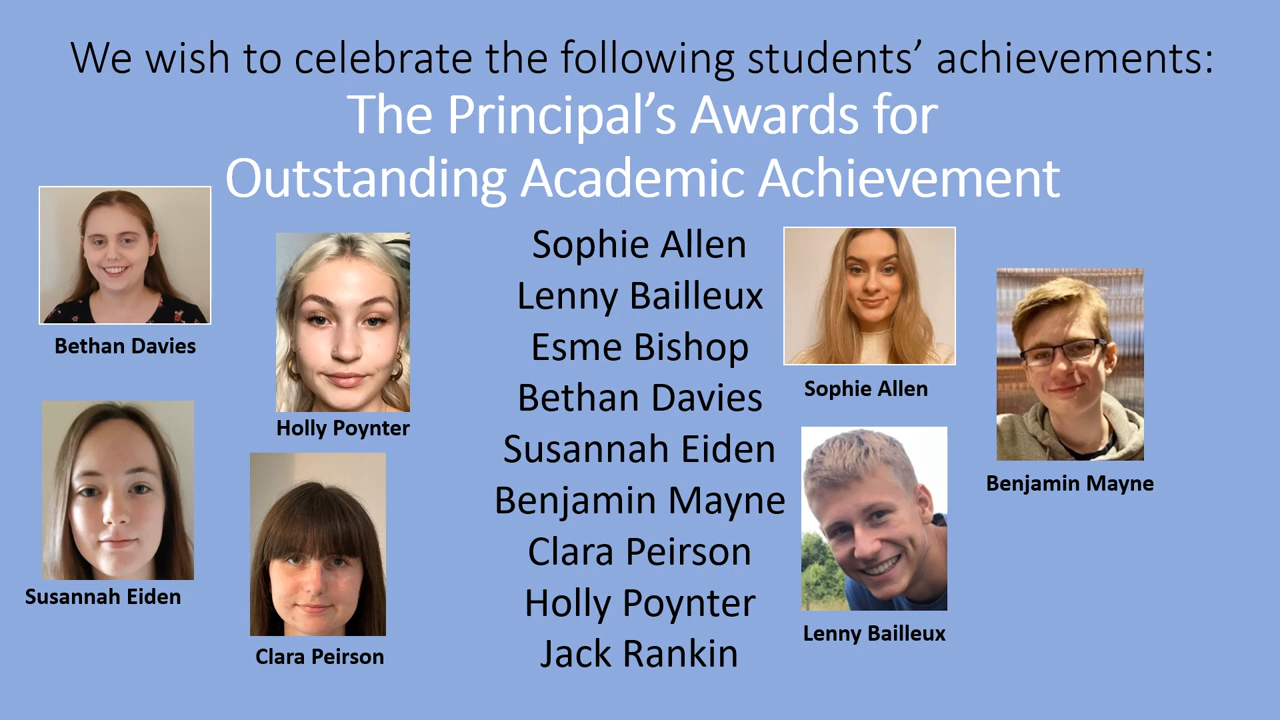 We wish to celebrate the following students’ achievements:
The Principal’s Awards for
Outstanding Academic Achievement
Bethan Davies
Holly Poynter
Susannah Eiden
Clara Peirson
Sophie Allen
Lenny Bailleux
Esme Bishop
Bethan Davies
Susannah Eiden
Benjamin Mayne
Clara Peirson
Holly Poynter
Jack Rankin
Sophie Allen
Benjamin Mayne
Lenny Bailleux